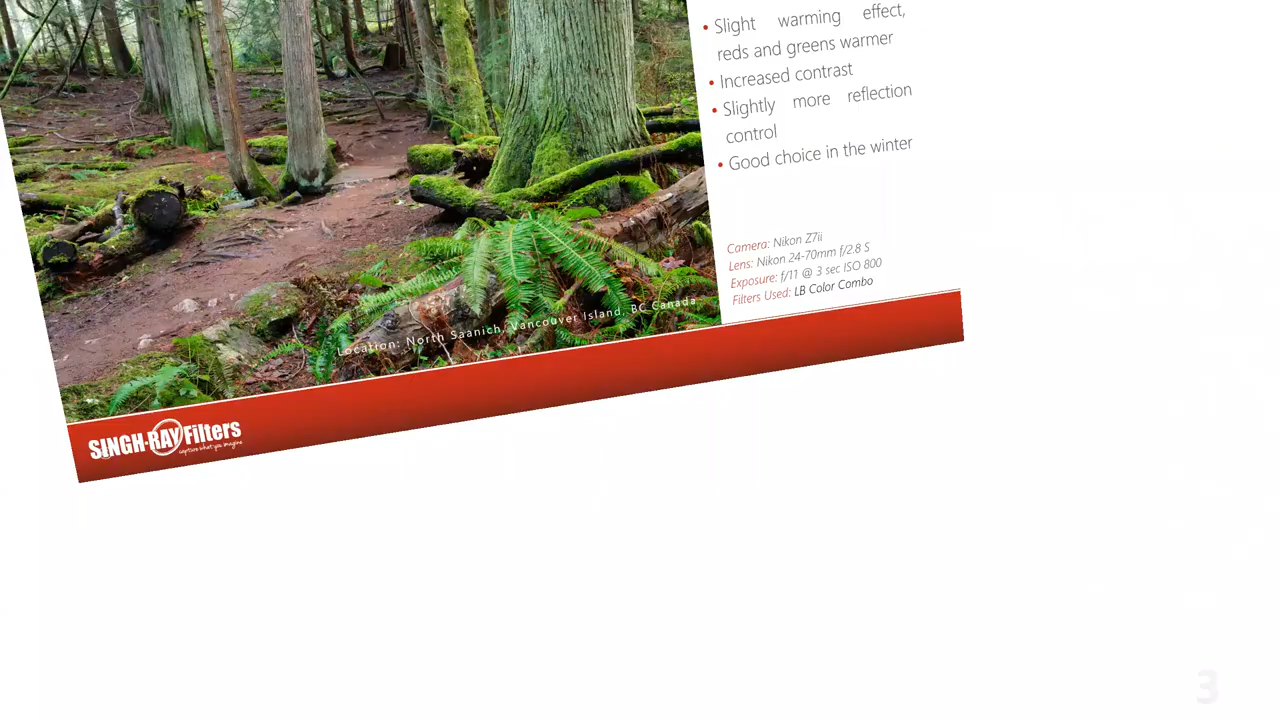 • Slight warming effect,
reds and greens warmer
• Increased contrast
• Slightly more reflection
control
• Good choice in the winter
Camera: Nikon Z7ii
Lens: Nikon 24-70mm f/2.8 S
Exposure: f/11 @ 3 sec ISO 800
Filters Used: LB Color Combo
Location: North Saanich, Vancouver Island, BC Canada
SINGH-RAY Filters
capture what you imagine
3